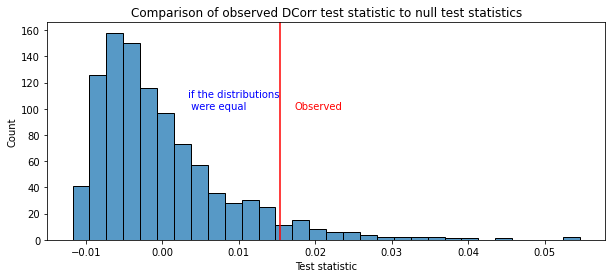 Comparison of observed DCorr test statistic to null test statistics
160
140
120
100
80
60
40
20
0
Count
if the distributions
were equal
Observed
−0.01
0.00
0.01
0.02
0.03
0.04
0.05
Test statistic